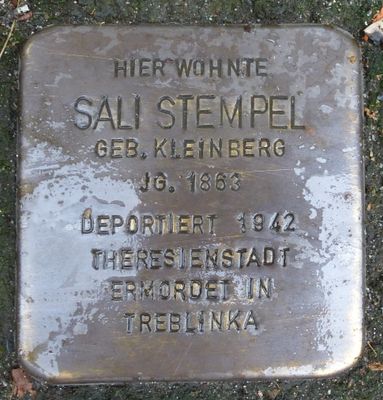 HIER WOHNTE
SALI STEMPEL
GEB. KLEINBERG
JG. 1863
DEPORTIERT 1942
THERESIENSTADT
ERMORDET IN
TREBLINKA